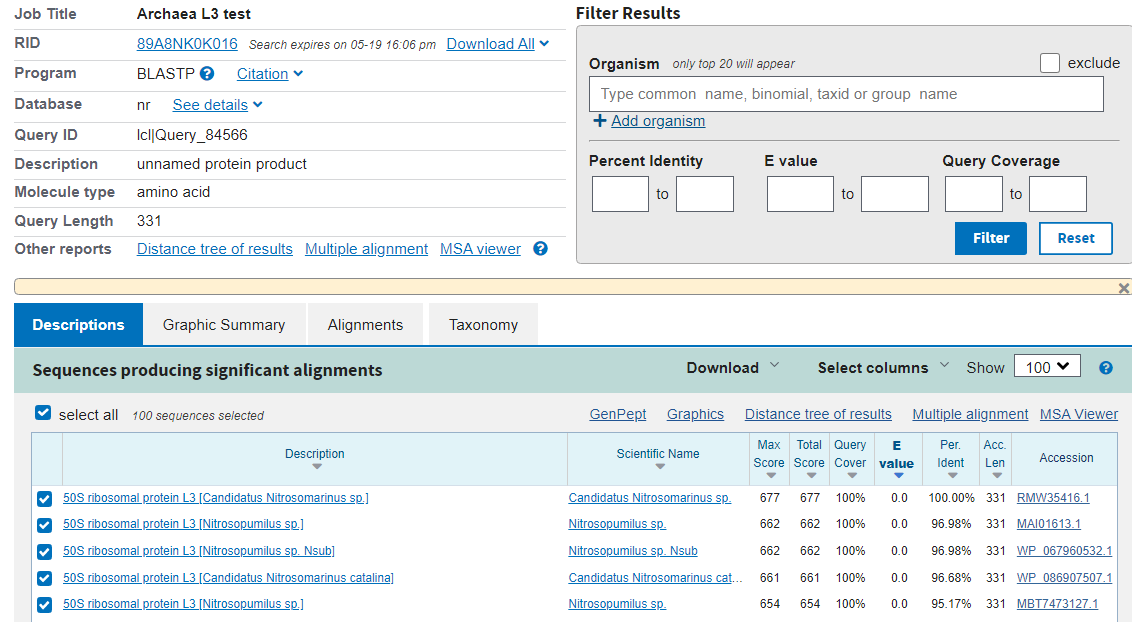 Job Title Archaea L3 test
RID 89A8NK0K016 Search expires on 05-19 16:06 pm Download All
Program BLASTP ? Citation
Database nr See details
Query ID lcl|Query_84566
Description unnamed protein product
Molecule type amino acid
Query Length 331
Other reports Distance tree of results Multiple alignment MSA viewer ?
Filter Results
Organism only top 20 will appear exclude
Type common name, binomial, taxid or group name
+ Add organism
Percent Identity E value Query Coverage
to to to
Filter Reset
×
Descriptions Graphic Summary Alignments Taxonomy
Sequences producing significant alignments Download Select columns Show 100 ?
select all 100 sequences selected GenPept Graphics Distance tree of results Multiple alignment MSA Viewer
Description Scientific Name Max Score Total Score Query Cover E value Per. Ident Acc. Len Accession
50S ribosomal protein L3 [Candidatus Nitrosomarinus sp.] Candidatus Nitrosomarinus sp. 677 677 100% 0.0 100.00% 331 RMW35416.1
50S ribosomal protein L3 [Nitrosopumilus sp.] Nitrosopumilus sp. 662 662 100% 0.0 96.98% 331 MAI01613.1
50S ribosomal protein L3 [Nitrosopumilus sp. Nsub] Nitrosopumilus sp. Nsub 662 662 100% 0.0 96.98% 331 WP_067960532.1
50S ribosomal protein L3 [Candidatus Nitrosomarinus catalina] Candidatus Nitrosomarinus cat... 661 661 100% 0.0 96.68% 331 WP_086907507.1
50S ribosomal protein L3 [Nitrosopumilus sp.] Nitrosopumilus sp. 654 654 100% 0.0 95.17% 331 MBT7473127.1